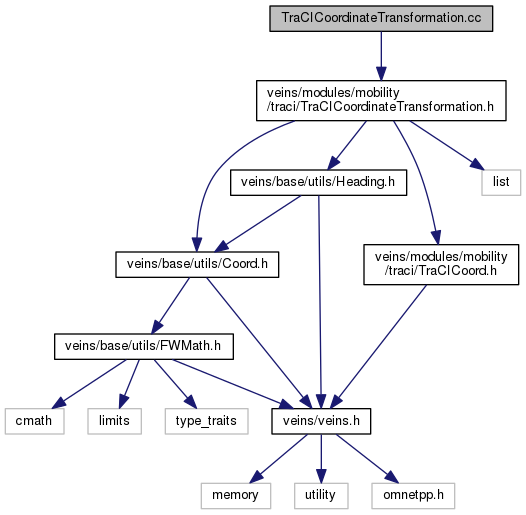 TraCICoordinateTransformation.cc
veins/modules/mobility
/traci/TraCICoordinateTransformation.h
veins/base/utils/Heading.h
list
veins/base/utils/Coord.h
veins/modules/mobility
/traci/TraCICoord.h
veins/base/utils/FWMath.h
cmath
limits
type_traits
veins/veins.h
memory
utility
omnetpp.h